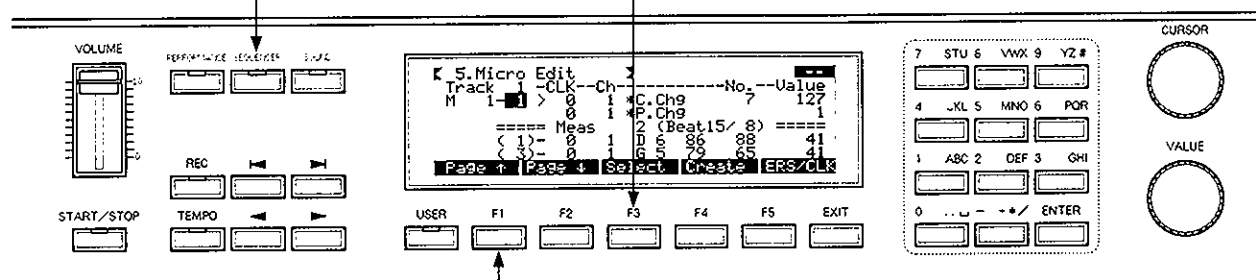 CURSOR
VOLUME
PERFORMANCE SEQUENCER
10
0
5.Micro Edit --
Track 1 -CLK--Ch--------No.--Value
M 1-1 > 0 1 *C.Chg 7 127
0 1 *P.Chg 1
===== Meas 2 (Beat15/ 8) =====
( 1)- 0 1 D 6 86 88 41
( 3)- 0 1 G 5 79 65 41
Page ↑ Page ↓ Select Create ERS/CLK
7 STU 8 VWX 9 YZ#
4 JKL 5 MNO 6 PQR
1 ABC 2 DEF 3 GHI
0 - +*/ ENTER
VALUE
REC
START/STOP TEMPO
USER F1 F2 F3 F4 F5 EXIT